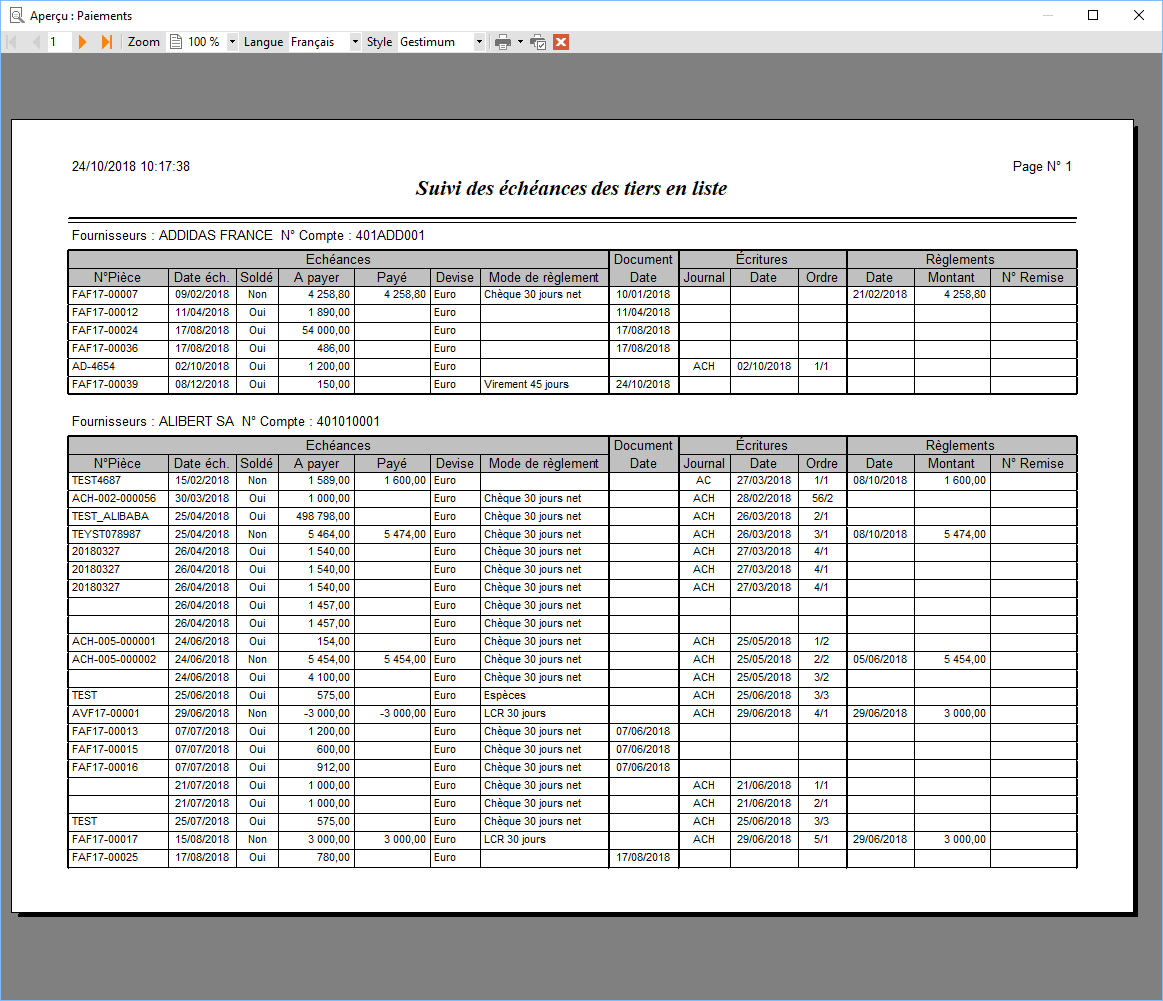 Aperçu : Paiements
1 Zoom 100 % Langue Français Style Gestimum
24/10/2018 10:17:38 Page N° 1
Suivi des échéances des tiers en liste
Fournisseurs : ADDIDAS FRANCE N° Compte : 401ADD001
Echéances Document Écritures Règlements
N°Pièce Date éch. Soldé A payer Payé Devise Mode de règlement Date Journal Date Ordre Date Montant N° Remise
FAF17-00007 09/02/2018 Non 4 258,80 4 258,80 Euro Chèque 30 jours net 10/01/2018 21/02/2018 4 258,80
FAF17-00012 11/04/2018 Oui 1 890,00 Euro 11/04/2018
FAF17-00024 17/08/2018 Oui 54 000,00 Euro 17/08/2018
FAF17-00036 17/08/2018 Oui 486,00 Euro 17/08/2018
AD-4654 02/10/2018 Oui 1 200,00 Euro ACH 02/10/2018 1/1
FAF17-00039 08/12/2018 Oui 150,00 Euro Virement 45 jours 24/10/2018
Fournisseurs : ALIBERT SA N° Compte : 401010001
Echéances Document Écritures Règlements
N°Pièce Date éch. Soldé A payer Payé Devise Mode de règlement Date Journal Date Ordre Date Montant N° Remise
TEST4687 15/02/2018 Non 1 589,00 1 600,00 Euro AC 27/03/2018 1/1 08/10/2018 1 600,00
ACH-002-000056 30/03/2018 Oui 1 000,00 Euro Chèque 30 jours net ACH 28/02/2018 56/2
TEST_ALIBABA 25/04/2018 Oui 498 798,00 Euro Chèque 30 jours net ACH 26/03/2018 2/1
TEYST078987 25/04/2018 Non 5 464,00 5 474,00 Euro Chèque 30 jours net ACH 26/03/2018 3/1 08/10/2018 5 474,00
20180327 26/04/2018 Oui 1 540,00 Euro Chèque 30 jours net ACH 27/03/2018 4/1
20180327 26/04/2018 Oui 1 540,00 Euro Chèque 30 jours net ACH 27/03/2018 4/1
20180327 26/04/2018 Oui 1 540,00 Euro Chèque 30 jours net ACH 27/03/2018 4/1
26/04/2018 Oui 1 457,00 Euro Chèque 30 jours net
26/04/2018 Oui 1 457,00 Euro Chèque 30 jours net
ACH-005-000001 24/06/2018 Oui 154,00 Euro Chèque 30 jours net ACH 25/05/2018 1/2
ACH-005-000002 24/06/2018 Non 5 454,00 5 454,00 Euro Chèque 30 jours net ACH 25/05/2018 2/2 05/06/2018 5 454,00
24/06/2018 Oui 4 100,00 Euro Chèque 30 jours net ACH 25/05/2018 3/2
TEST 25/06/2018 Oui 575,00 Euro Espèces ACH 25/06/2018 3/3
AVF17-00001 29/06/2018 Non -3 000,00 -3 000,00 Euro LCR 30 jours ACH 29/06/2018 4/1 29/06/2018 3 000,00
FAF17-00013 07/07/2018 Oui 1 200,00 Euro Chèque 30 jours net 07/06/2018
FAF17-00015 07/07/2018 Oui 600,00 Euro Chèque 30 jours net 07/06/2018
FAF17-00016 07/07/2018 Oui 912,00 Euro Chèque 30 jours net 07/06/2018
21/07/2018 Oui 1 000,00 Euro Chèque 30 jours net ACH 21/06/2018 1/1
21/07/2018 Oui 1 000,00 Euro Chèque 30 jours net ACH 21/06/2018 2/1
TEST 25/07/2018 Oui 575,00 Euro Chèque 30 jours net ACH 25/06/2018 3/3
FAF17-00017 15/08/2018 Non 3 000,00 3 000,00 Euro LCR 30 jours ACH 29/06/2018 5/1 29/06/2018 3 000,00
FAF17-00025 17/08/2018 Oui 780,00 Euro 17/08/2018